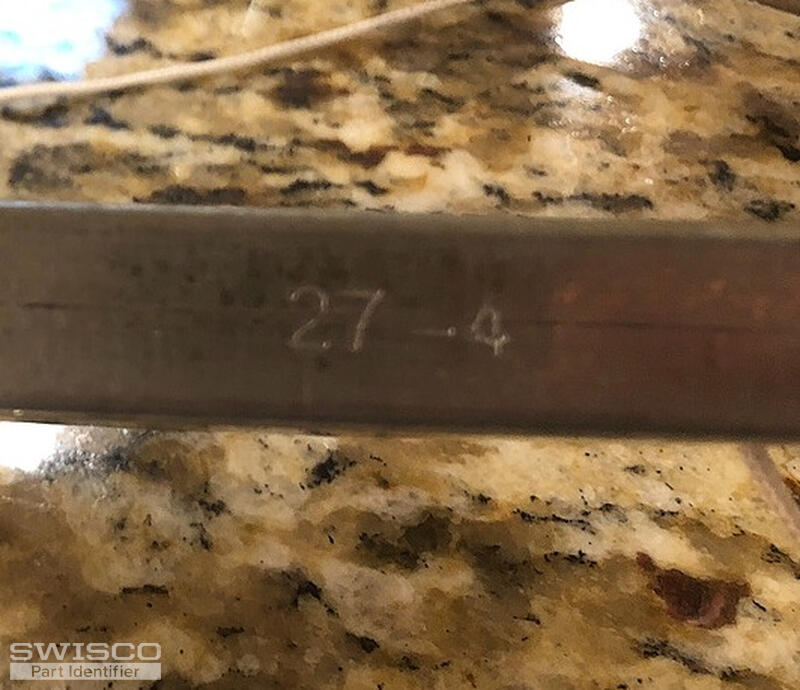 27-4
SWISCO
Part Identifier